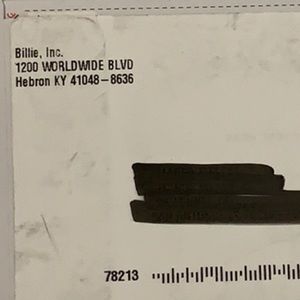 Billie, Inc.
1200 WORLDWIDE BLVD
Hebron KY 41048-8636
78213